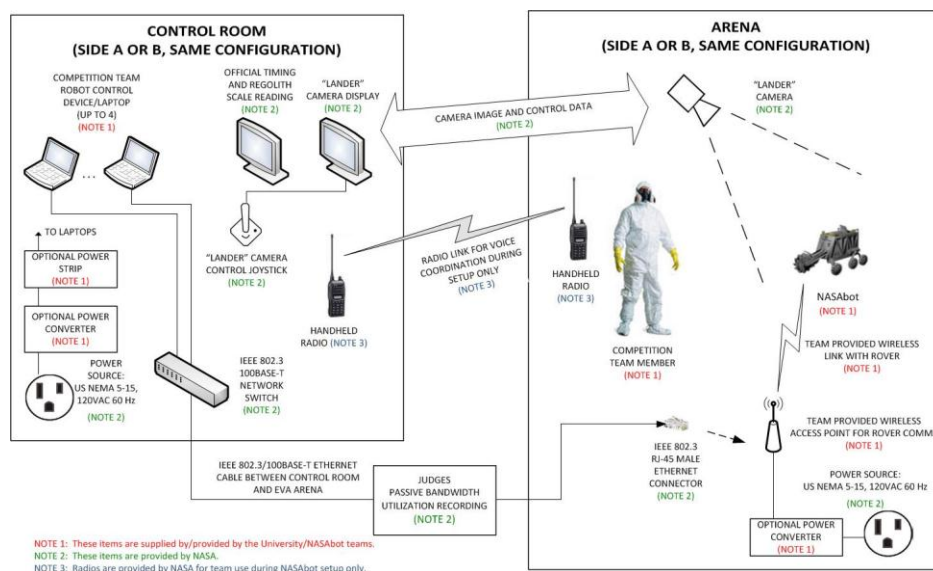 CONTROL ROOM
(SIDE A OR B, SAME CONFIGURATION)
COMPETITION TEAM
ROBOT CONTROL
DEVICE/LAPTOP
(UP TO 4)
(NOTE 1)
OFFICIAL TIMING
AND REGOLITH
SCALE READING
(NOTE 2)
"LANDER"
CAMERA DISPLAY
(NOTE 2)
...
TO LAPTOPS
OPTIONAL POWER
STRIP
(NOTE 1)
OPTIONAL POWER
CONVERTER
(NOTE 1)
POWER
SOURCE:
US NEMA 5-15,
120VAC 60 Hz
(NOTE 2)
"LANDER" CAMERA
CONTROL JOYSTICK
(NOTE 2)
HANDHELD
RADIO (NOTE 3)
IEEE 802.3
100BASE-T
NETWORK
SWITCH
(NOTE 2)
CAMERA IMAGE AND CONTROL DATA
(NOTE 2)
RADIO LINK FOR VOICE
COORDINATION DURING
SETUP ONLY
(NOTE 3)
IEEE 802.3/100BASE-T ETHERNET
CABLE BETWEEN CONTROL ROOM
AND EVA ARENA
JUDGES
PASSIVE BANDWIDTH
UTILIZATION RECORDING
(NOTE 2)
ARENA
(SIDE A OR B, SAME CONFIGURATION)
"LANDER"
CAMERA
(NOTE 2)
HANDHELD
RADIO
(NOTE 3)
COMPETITION
TEAM MEMBER
(NOTE 1)
NASAbot
(NOTE 1)
TEAM PROVIDED WIRELESS
LINK WITH ROVER
(NOTE 1)
TEAM PROVIDED WIRELESS
ACCESS POINT FOR ROVER COMM
(NOTE 1)
IEEE 802.3
RJ-45 MALE
ETHERNET
CONNECTOR
(NOTE 2)
POWER SOURCE:
US NEMA 5-15, 120VAC 60 Hz
(NOTE 2)
OPTIONAL POWER
CONVERTER
(NOTE 1)
NOTE 1: These items are supplied by/provided by the University/NASAbot teams.
NOTE 2: These items are provided by NASA.
NOTE 3: Radios are provided by NASA for team use during NASAbot setup only.